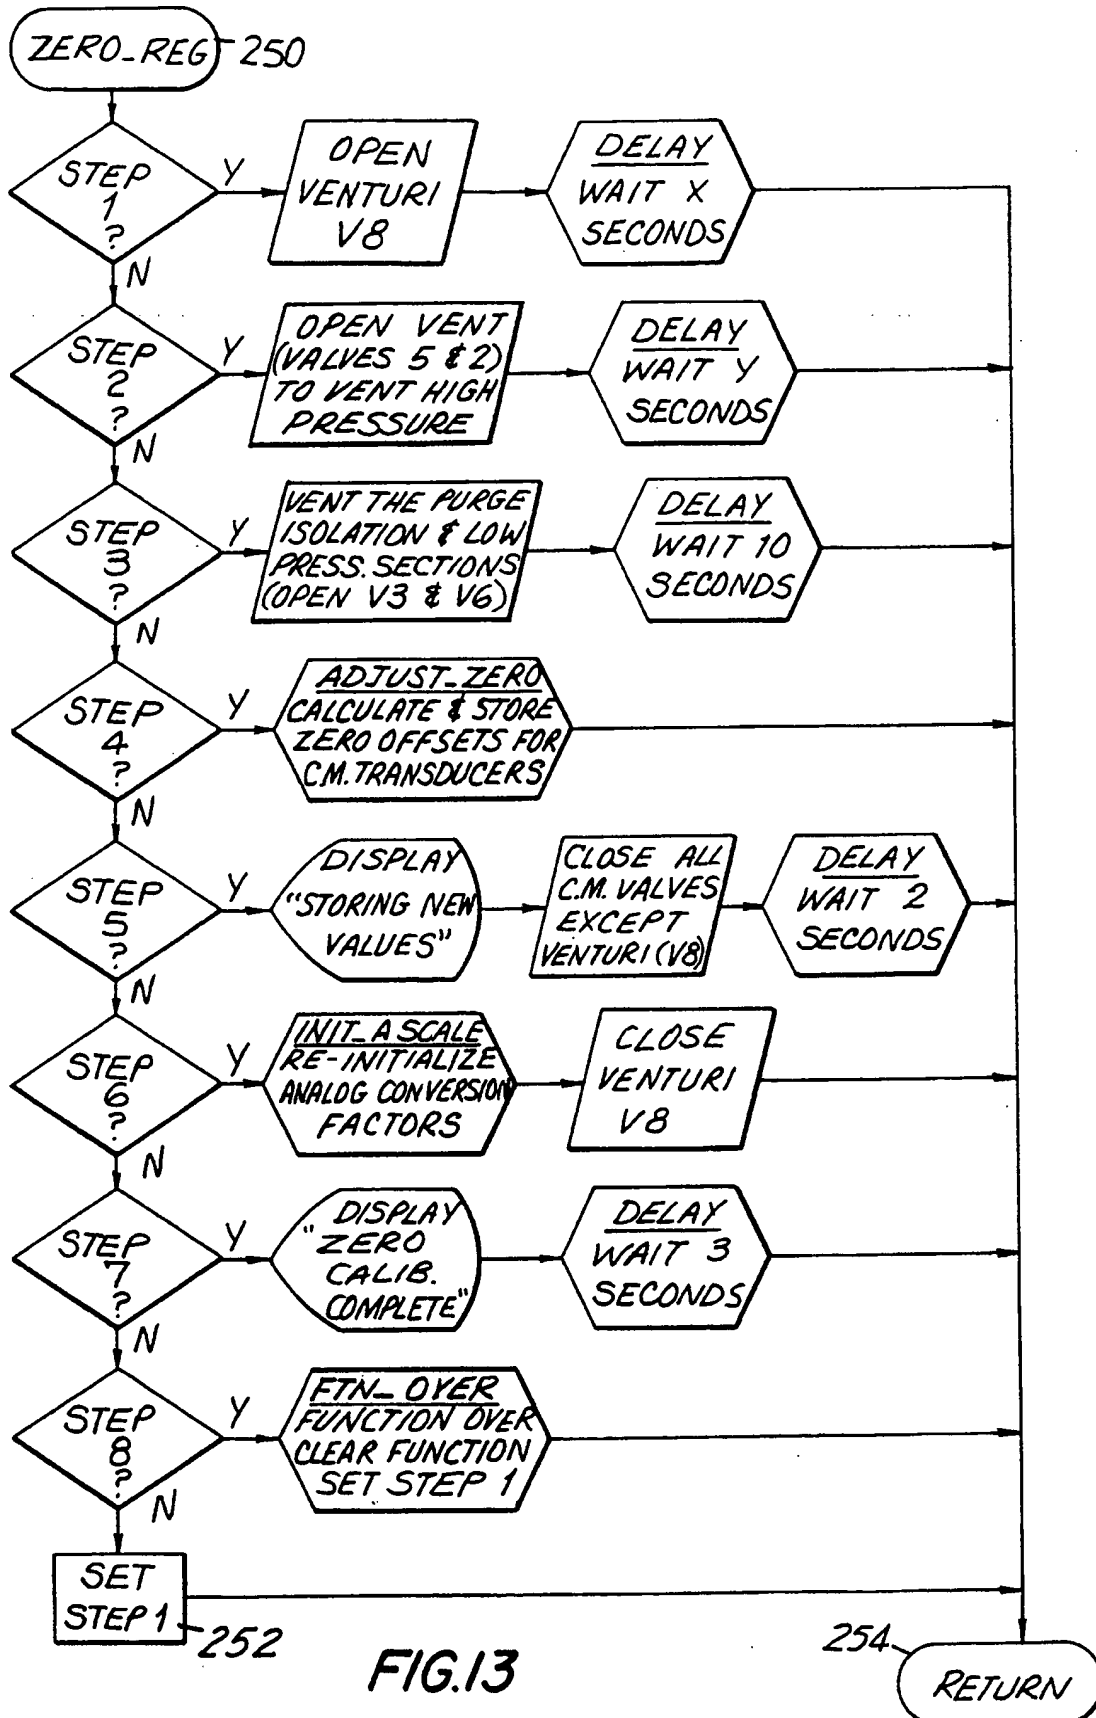 ZERO_REG
250
STEP
1
?
Y
N
OPEN
VENTURI
V8
DELAY
WAIT X
SECONDS
STEP
2
?
Y
N
OPEN VENT
(VALVES 5 & 2)
TO VENT HIGH
PRESSURE
DELAY
WAIT Y
SECONDS
STEP
3
?
Y
N
VENT THE PURGE
ISOLATION & LOW
PRESS. SECTIONS
(OPEN V3 & V6)
DELAY
WAIT 10
SECONDS
STEP
4
?
Y
N
ADJUST_ZERO
CALCULATE & STORE
ZERO OFFSETS FOR
C.M. TRANSDUCERS
STEP
5
?
Y
N
DISPLAY
"STORING NEW
VALUES"
CLOSE ALL
C.M. VALVES
EXCEPT
VENTURI (V8)
DELAY
WAIT 2
SECONDS
STEP
6
?
Y
N
INIT_A SCALE
RE-INITIALIZE
ANALOG CONVERSION
FACTORS
CLOSE
VENTURI
V8
STEP
7
?
Y
N
DISPLAY
"ZERO
CALIB.
COMPLETE"
DELAY
WAIT 3
SECONDS
STEP
8
?
Y
N
FTN_OVER
FUNCTION OVER
CLEAR FUNCTION
SET STEP 1
SET
STEP 1
252
254
RETURN
FIG.13